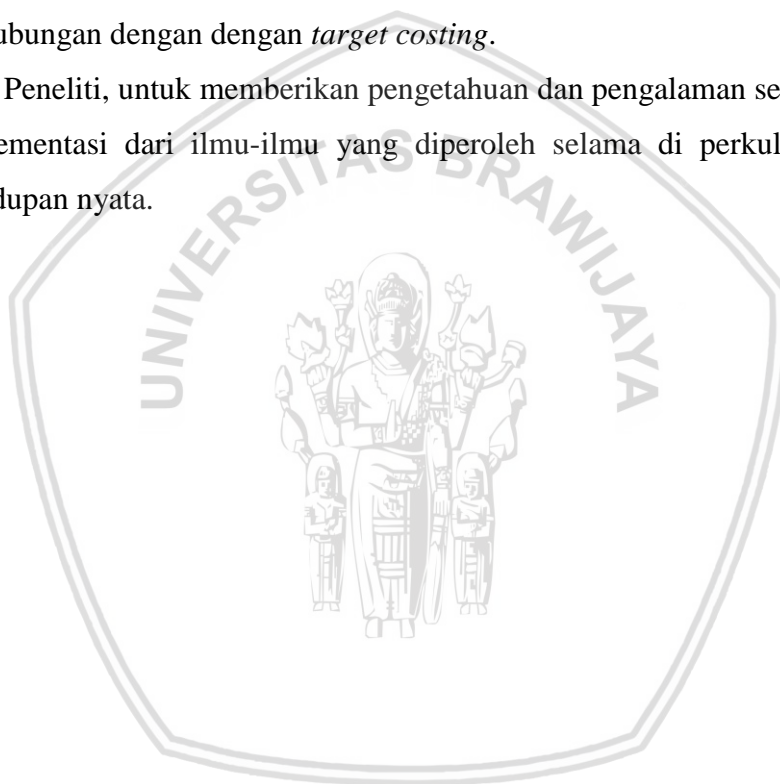 ubungan dengan dengan target costing.
Peneliti, untuk memberikan pengetahuan dan pengalaman se
ementasi dari ilmu-ilmu yang diperoleh selama di perkul
dupan nyata.
UNIVERSITAS BRAWIJAYA